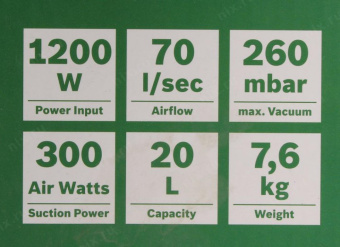 1200 70 260
W l/sec mbar
Power Input Airflow max. Vacuum
300 20 7,6
Air Watts L kg
Suction Power Capacity Weight